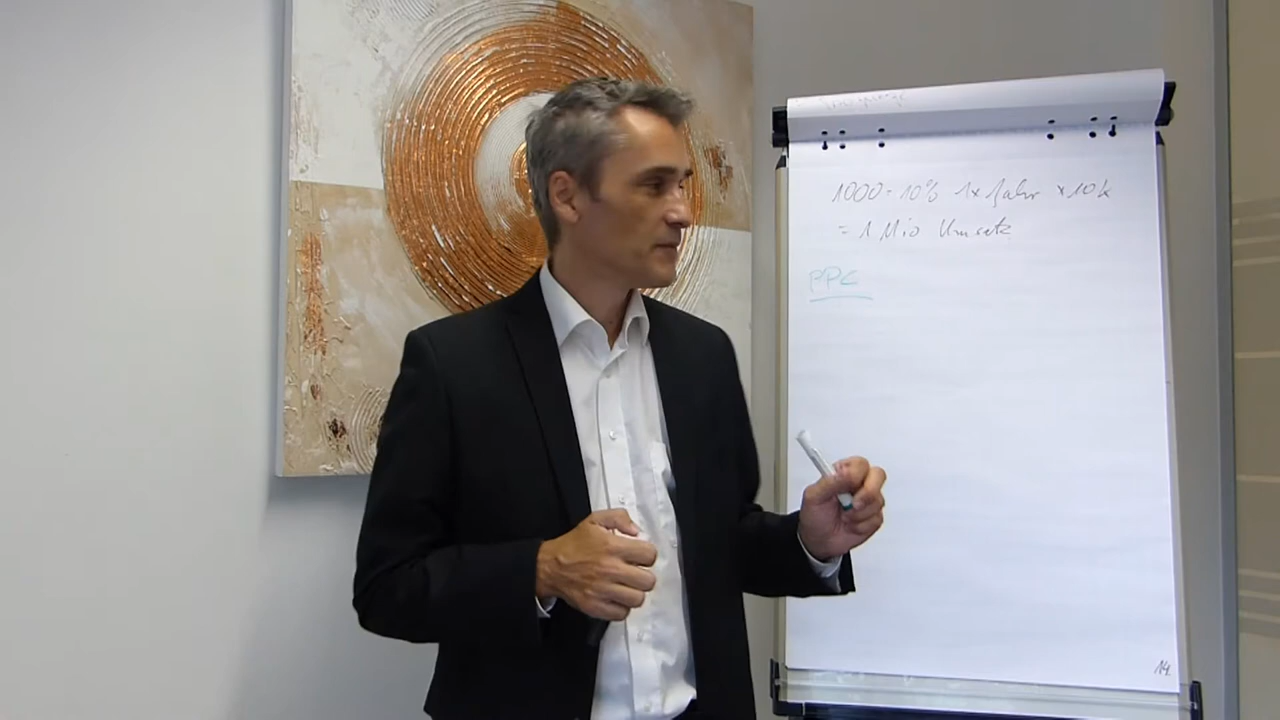 1000 = 10% 1x Jahr x 10k
= 1 Mio Umsatz
PPC
14.